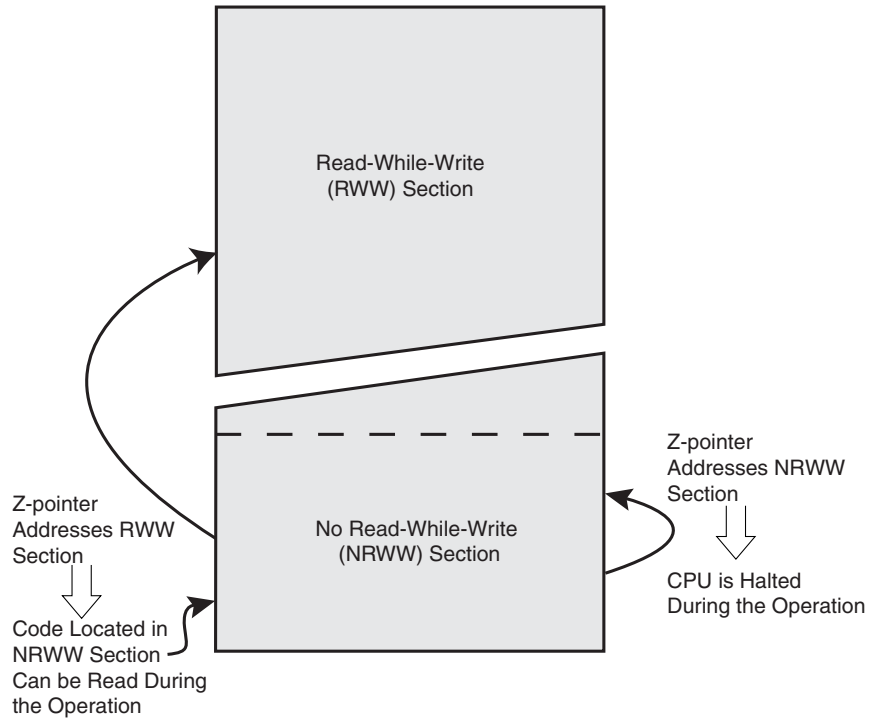 Read-While-Write
(RWW) Section
Z-pointer
Addresses NRWW
Section
No Read-While-Write
(NRWW) Section
CPU is Halted
During the Operation
Z-pointer
Addresses RWW
Section
Code Located in
NRWW Section
Can be Read During
the Operation